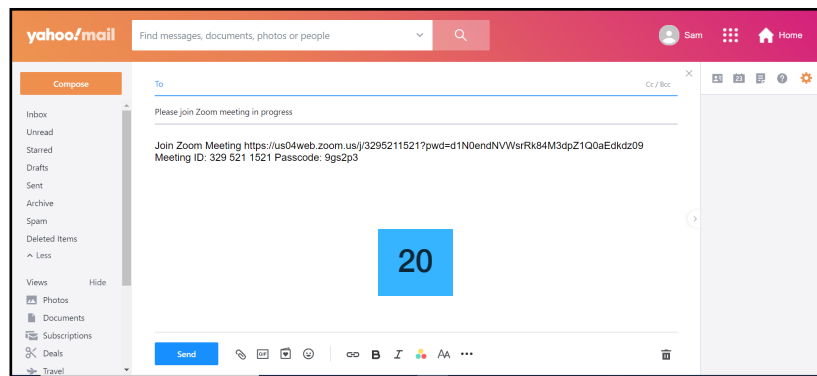 yahoo!mail
Find messages, documents, photos or people
Sam
Home
Compose
To
Cc / Bcc
23
Please join Zoom meeting in progress
Inbox
Unread
Starred
Drafts
Sent
Archive
Spam
Deleted Items
Less
Join Zoom Meeting https://us04web.zoom.us/j/3295211521?pwd=d1N0endNVWsrRk84M3dpZ1Q0aEdkdz09
Meeting ID: 329 521 1521 Passcode: 9gs2p3
20
Views Hide
Photos
Documents
Subscriptions
Deals
Travel
Send
GIF
B I AA